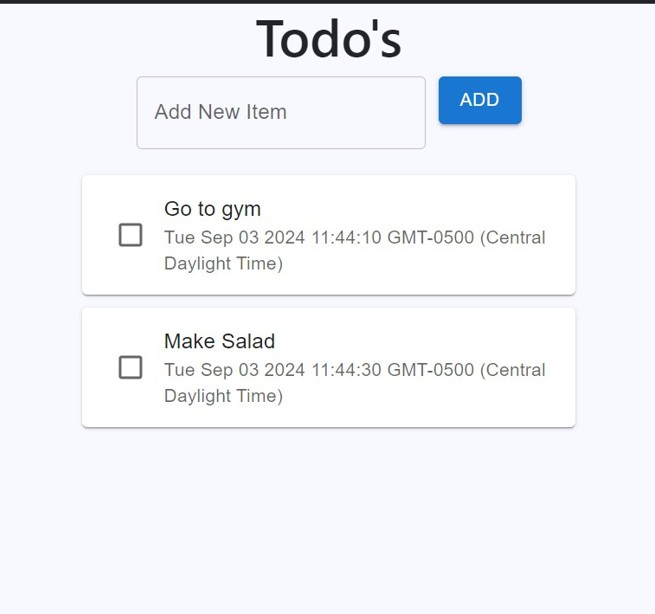 Todo's
Add New Item
ADD
Go to gym
Tue Sep 03 2024 11:44:10 GMT-0500 (Central
Daylight Time)
Make Salad
Tue Sep 03 2024 11:44:30 GMT-0500 (Central
Daylight Time)